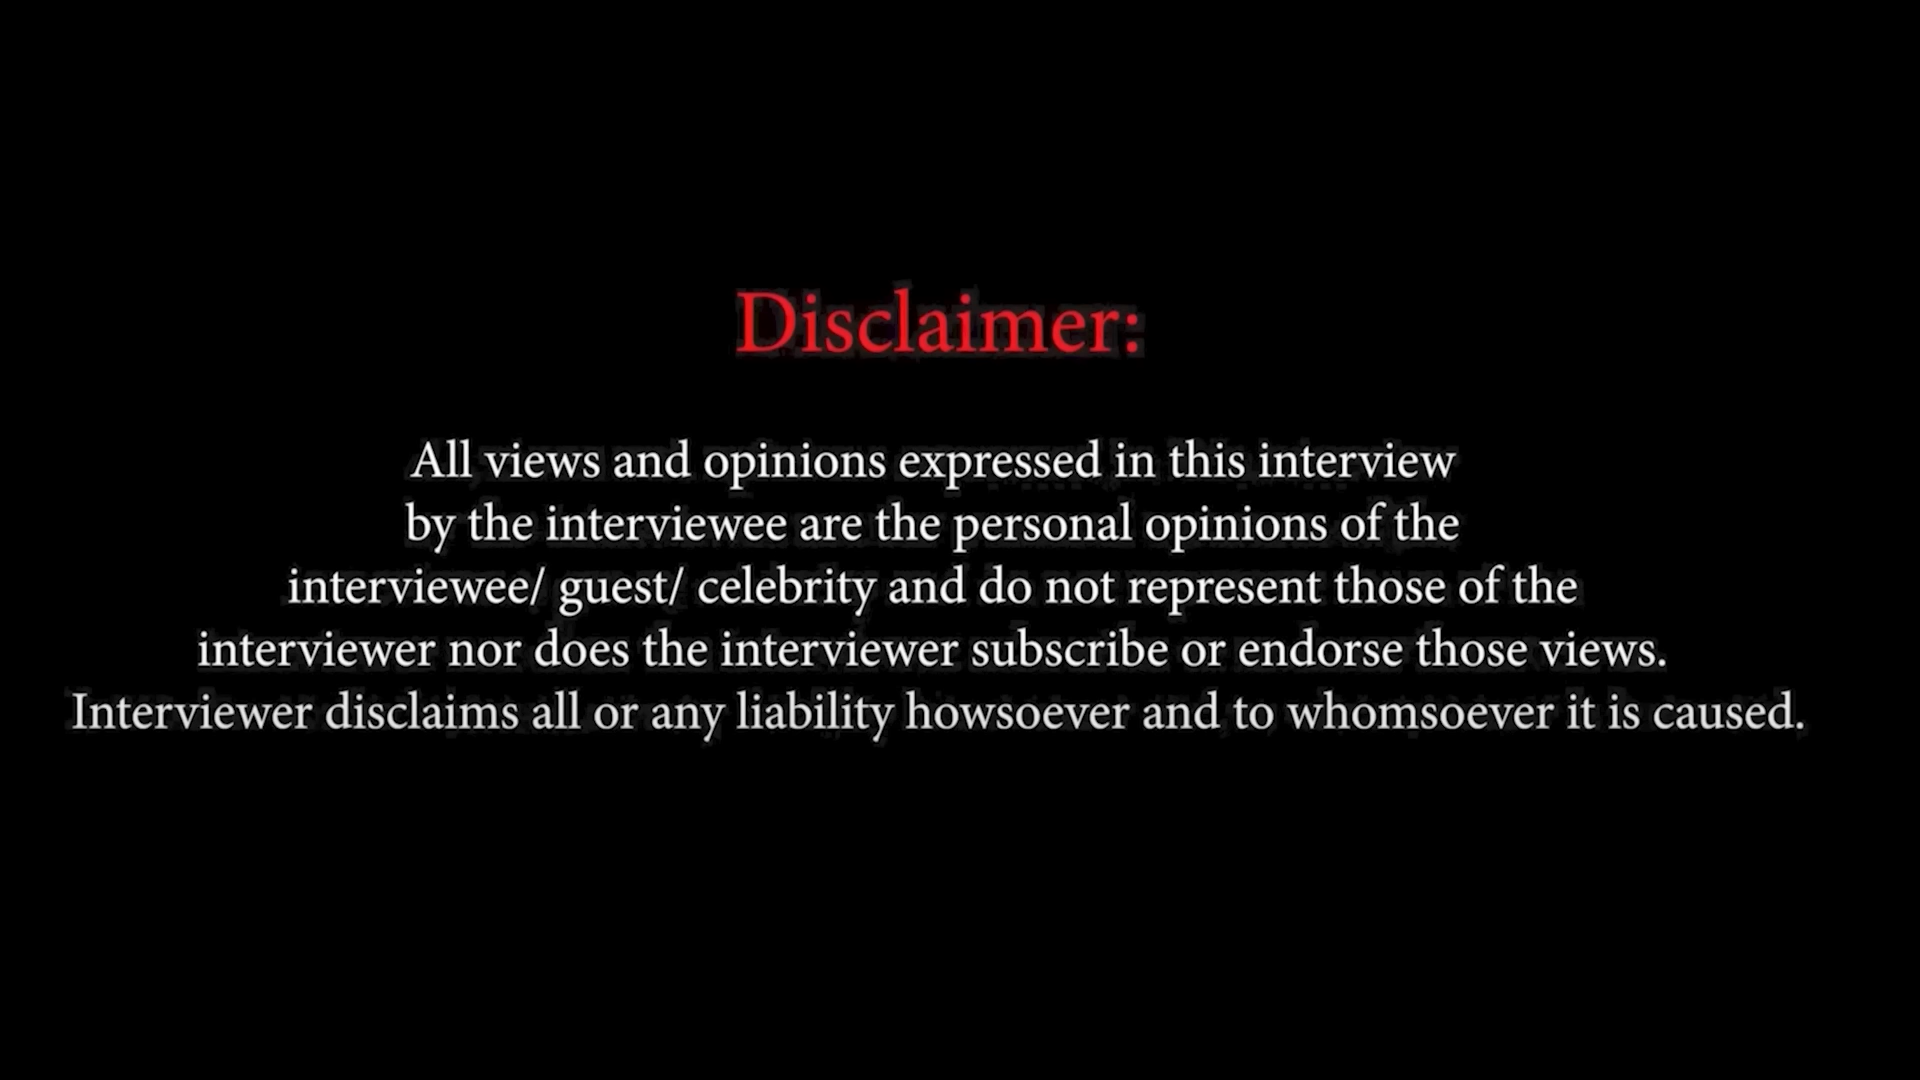 Disclaimer:
All views and opinions expressed in this interview
by the interviewee are the personal opinions of the
interviewee/ guest/ celebrity and do not represent those of the
interviewer nor does the interviewer subscribe or endorse those views.
Interviewer disclaims all or any liability howsoever and to whomsoever it is caused.